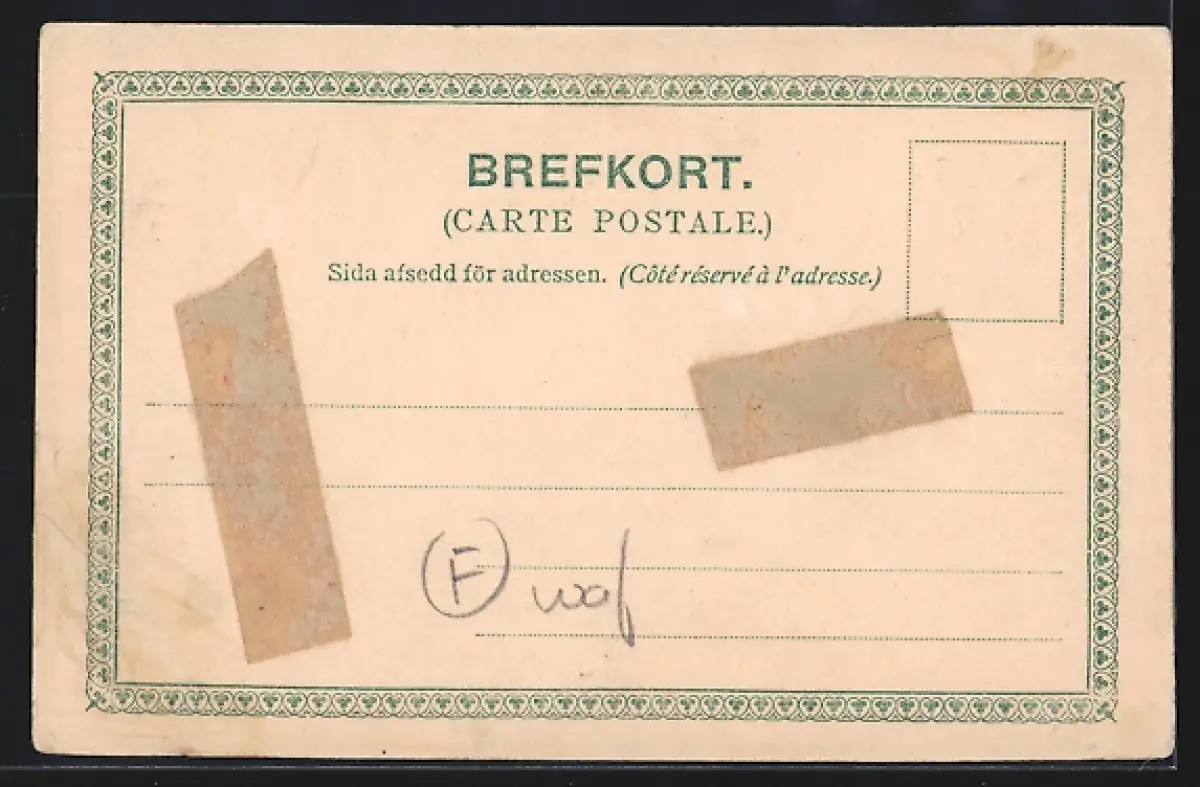 BREFKORT.
(CARTE POSTALE.)
Sida afsedd för adressen. (Côté réservé à l'adresse.)
F